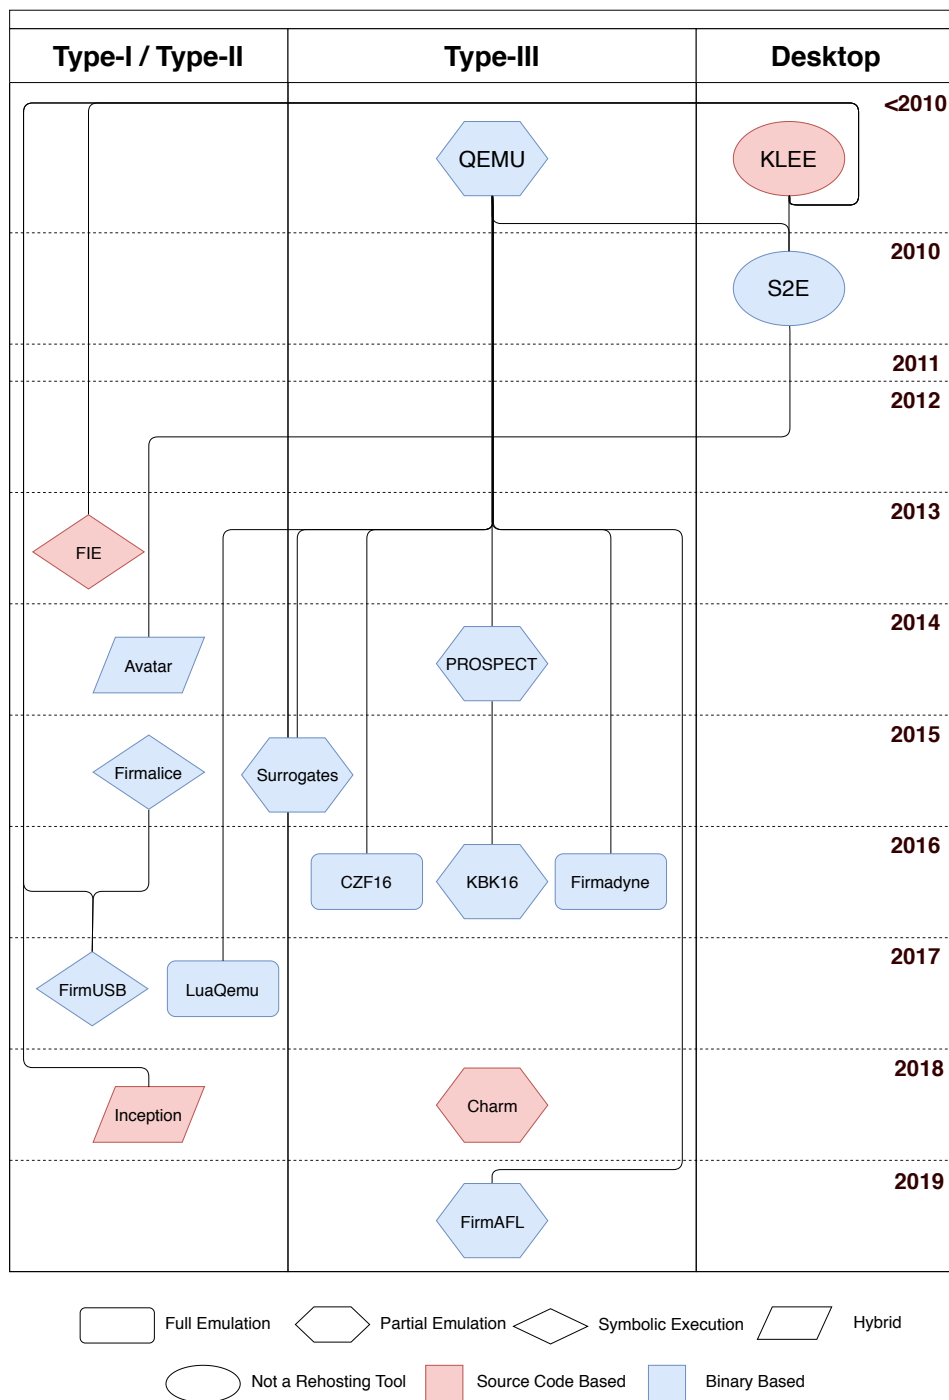 Type-I / Type-II
Type-III
Desktop
<2010
QEMU
KLEE
2010
S2E
2011
2012
2013
FIE
2014
Avatar
PROSPECT
2015
Firmalice
Surrogates
2016
CZF16
KBK16
Firmadyne
2017
FirmUSB
LuaQemu
2018
Inception
Charm
2019
FirmAFL
Full Emulation
Partial Emulation
Symbolic Execution
Hybrid
Not a Rehosting Tool
Source Code Based
Binary Based